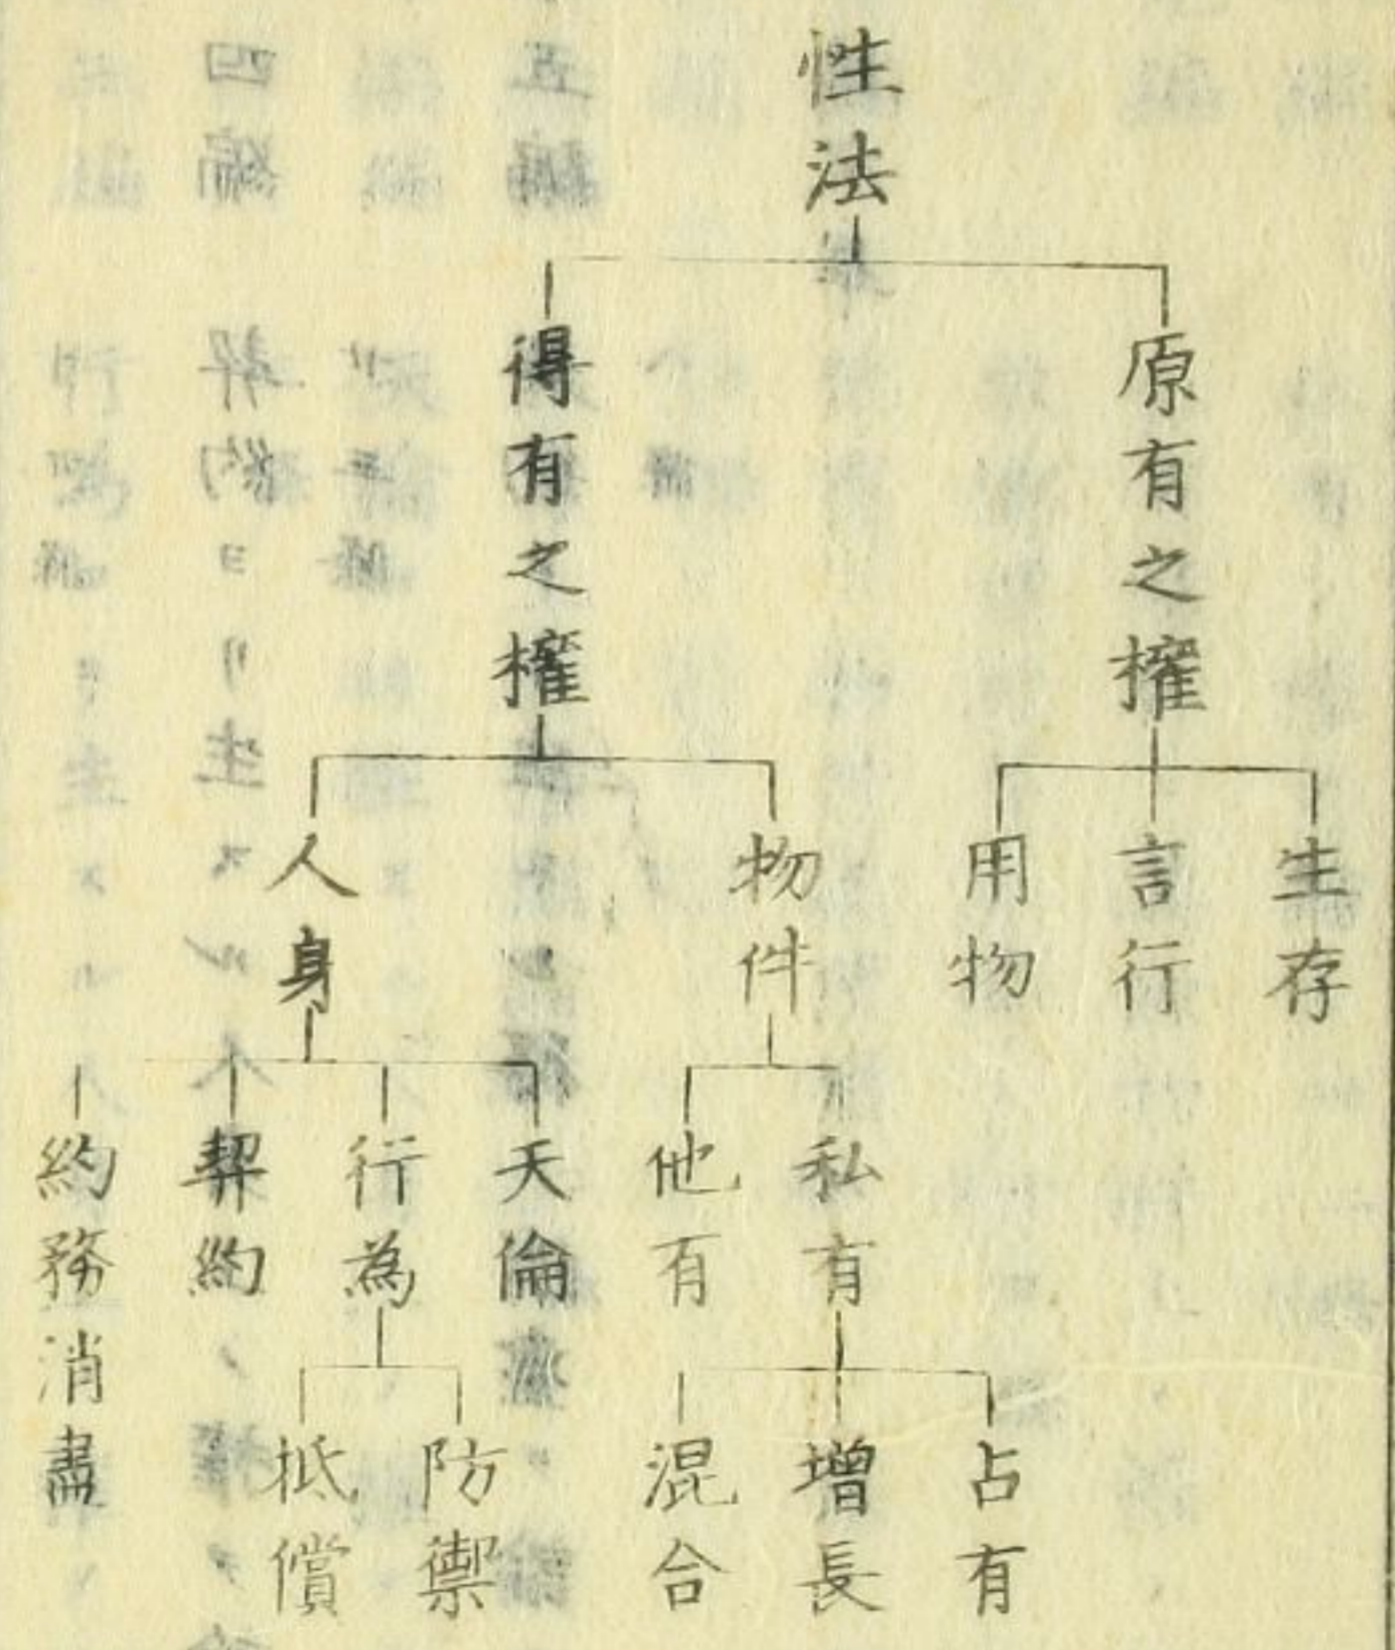 性法
原有之權
得有之權
生存
言行
用物
物件
人身
私有
他有
天倫
行為
契約
約務消盡
占有
增長
混合
防禦
抵償